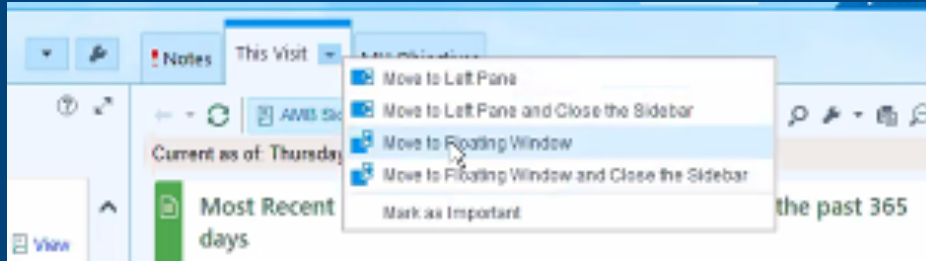 !Notes
This Visit
Move to Left Pane
Move to Left Pane and Close the Sidebar
AMB
Current as of: Thursday
Move to Floating Window
Move to Floating Window and Close the Sidebar
Most Recent
the past 365
Mark as Important
days
View